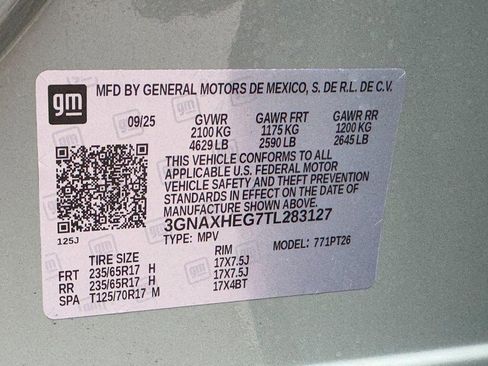 gm MFD BY GENERAL MOTORS DE MEXICO, S. DE R.L. DE C.V.
09/25 GVWR GAWR FRT GAWR RR
2100 KG 1175 KG 1200 KG
4629 LB 2590 LB 2645 LB
THIS VEHICLE CONFORMS TO ALL
APPLICABLE U.S. FEDERAL MOTOR
VEHICLE SAFETY AND THEFT PREVENTION
STANDARDS IN EFFECT ON THE DATE OF
MANUFACTURE SHOWN ABOVE.
3GNAXHEG7TL283127
125J TYPE: MPV MODEL: 771PT26
TIRE SIZE RIM
FRT 235/65R17 H 17X7.5J
RR 235/65R17 H 17X7.5J
SPA T125/70R17 M 17X4BT